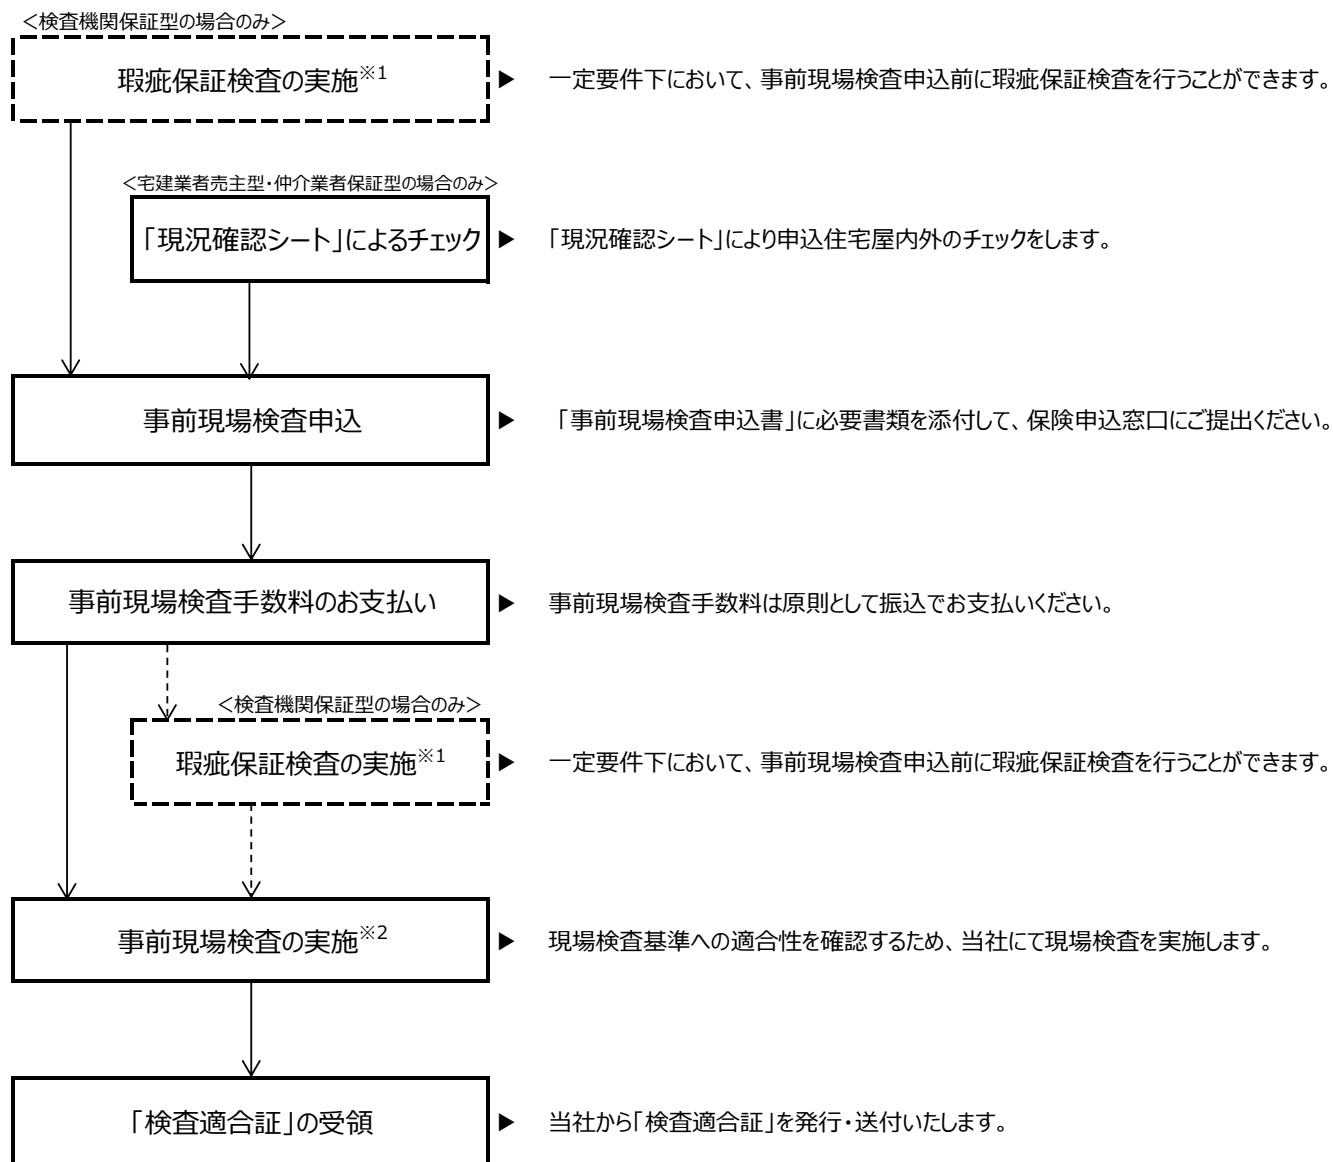 ＜検査機関保証型の場合のみ＞
瑕疵保証検査の実施※1 ▶ 一定要件下において、事前現場検査申込前に瑕疵保証検査を行うことができます。
＜宅建業者売主型・仲介業者保証型の場合のみ＞
「現況確認シート」によるチェック ▶ 「現況確認シート」により申込住宅屋内外のチェックをします。
事前現場検査申込 ▶ 「事前現場検査申込書」に必要書類を添付して、保険申込窓口にご提出ください。
事前現場検査手数料のお支払い ▶ 事前現場検査手数料は原則として振込でお支払いください。
＜検査機関保証型の場合のみ＞
瑕疵保証検査の実施※1 ▶ 一定要件下において、事前現場検査申込前に瑕疵保証検査を行うことができます。
事前現場検査の実施※2 ▶ 現場検査基準への適合性を確認するため、当社にて現場検査を実施します。
「検査適合証」の受領 ▶ 当社から「検査適合証」を発行・送付いたします。